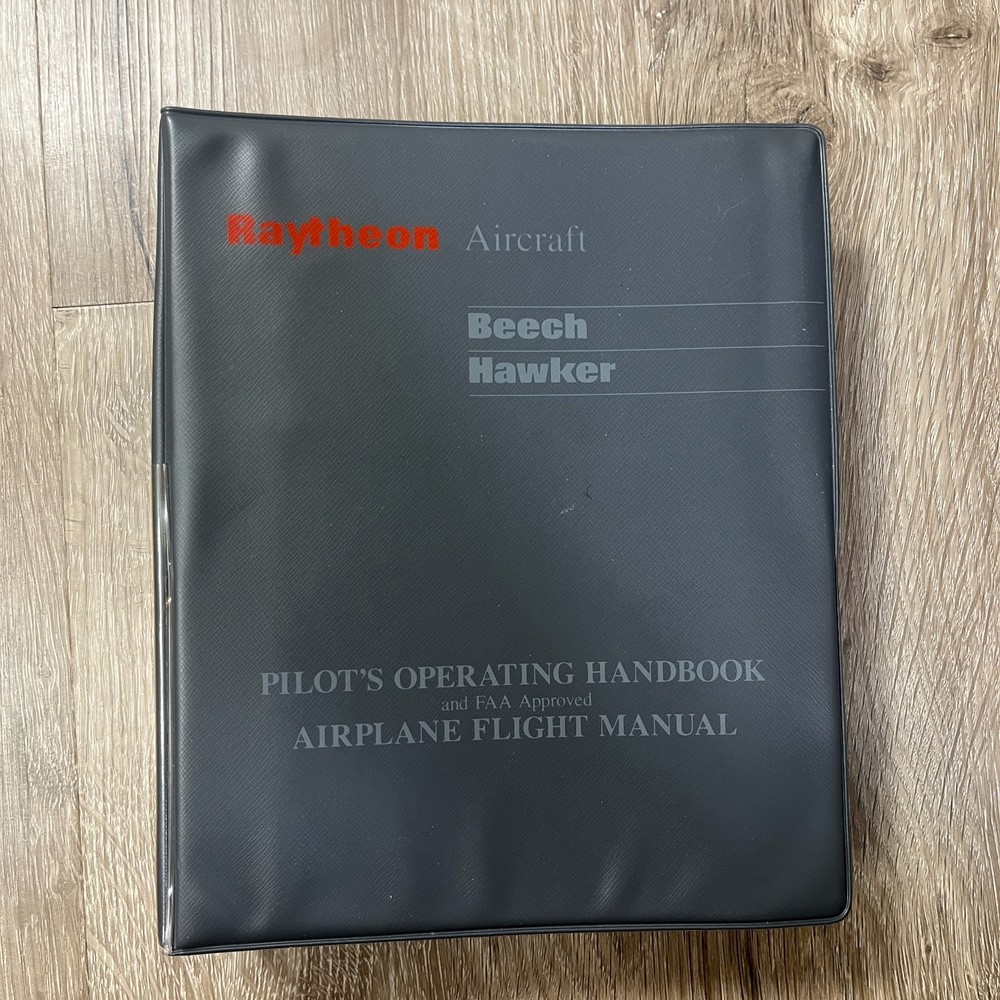 Raytheon Aircraft
Beech
Hawker
PILOT'S OPERATING HANDBOOK
and FAA Approved
AIRPLANE FLIGHT MANUAL